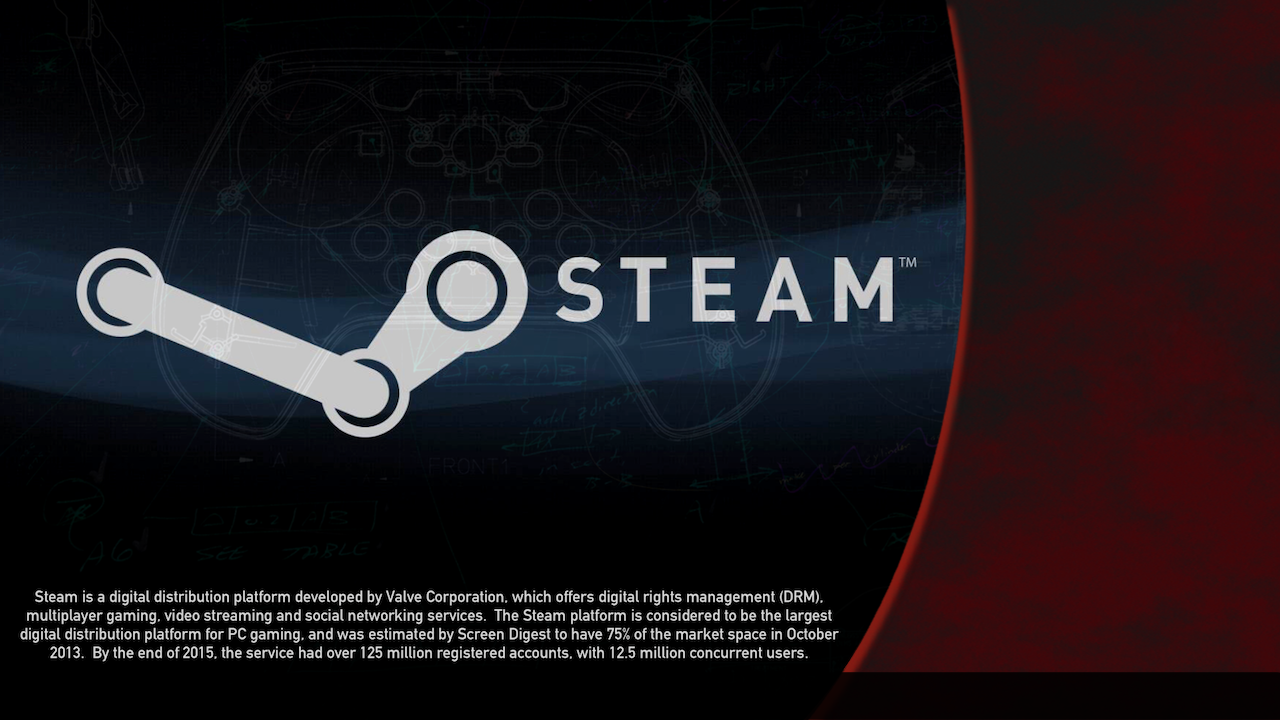 STEAM™
FRONT
SEE TABLE
Steam is a digital distribution platform developed by Valve Corporation, which offers digital rights management (DRM),
multiplayer gaming, video streaming and social networking services.  The Steam platform is considered to be the largest
digital distribution platform for PC gaming, and was estimated by Screen Digest to have 75% of the market space in October
2013.  By the end of 2015, the service had over 125 million registered accounts, with 12.5 million concurrent users.